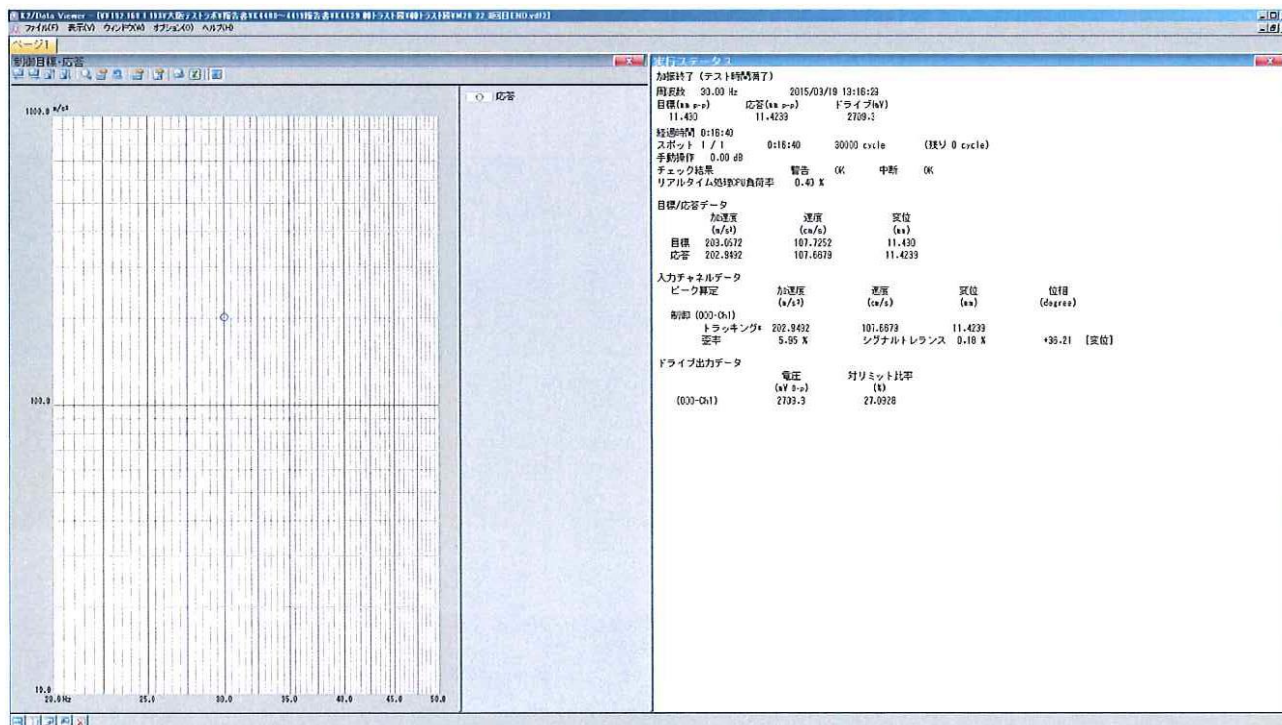 K2/Data Viewer
ファイル(F) 表示(V) ウィンドウ(W) オプション(O) ヘルプ(H)
ページ1
制御目標・応答
応答
1000.0 m/s²
100.0
10.0
20.0 Hz 25.0 30.0 35.0 40.0 45.0 50.0
実行ステータス
加振終了 (テスト時間満了)
周波数 30.00 Hz 2015/03/19 13:16:29
目標(mm p-p) 応答(mm p-p) ドライブ(mV)
11.430 11.4239 2709.3
経過時間 0:16:40
スポット 1 / 1 0:16:40 30000 cycle (残り 0 cycle)
手動操作 0.00 dB
チェック結果 警告 OK 中断 OK
リアルタイム処理CPU負荷率 0.40 %
目標/応答データ
加速度 速度 変位
(m/s²) (cm/s) (mm)
目標 203.0572 107.7252 11.430
応答 202.9492 107.6679 11.4239
入力チャネルデータ
ピーク算定 加速度 速度 変位 位相
(m/s²) (cm/s) (mm) (degree)
制御 (000-Ch1)
トラッキング* 202.9492 107.6679 11.4239
歪率 5.95 % シグナルトレランス 0.18 % +36.21 [変位]
ドライブ出力データ
電圧 対リミット比率
(mV 0-p) (%)
(000-Ch1) 2709.3 27.0928